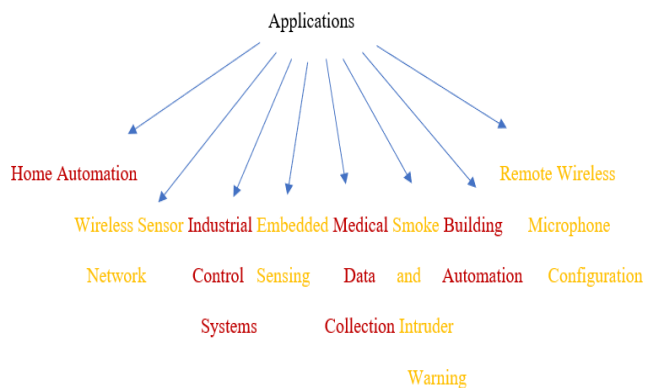 Applications
Home Automation
Remote Wireless
Wireless Sensor Industrial Embedded Medical Smoke Building Microphone
Network Control Sensing Data and Automation Configuration
Systems Collection Intruder
Warning